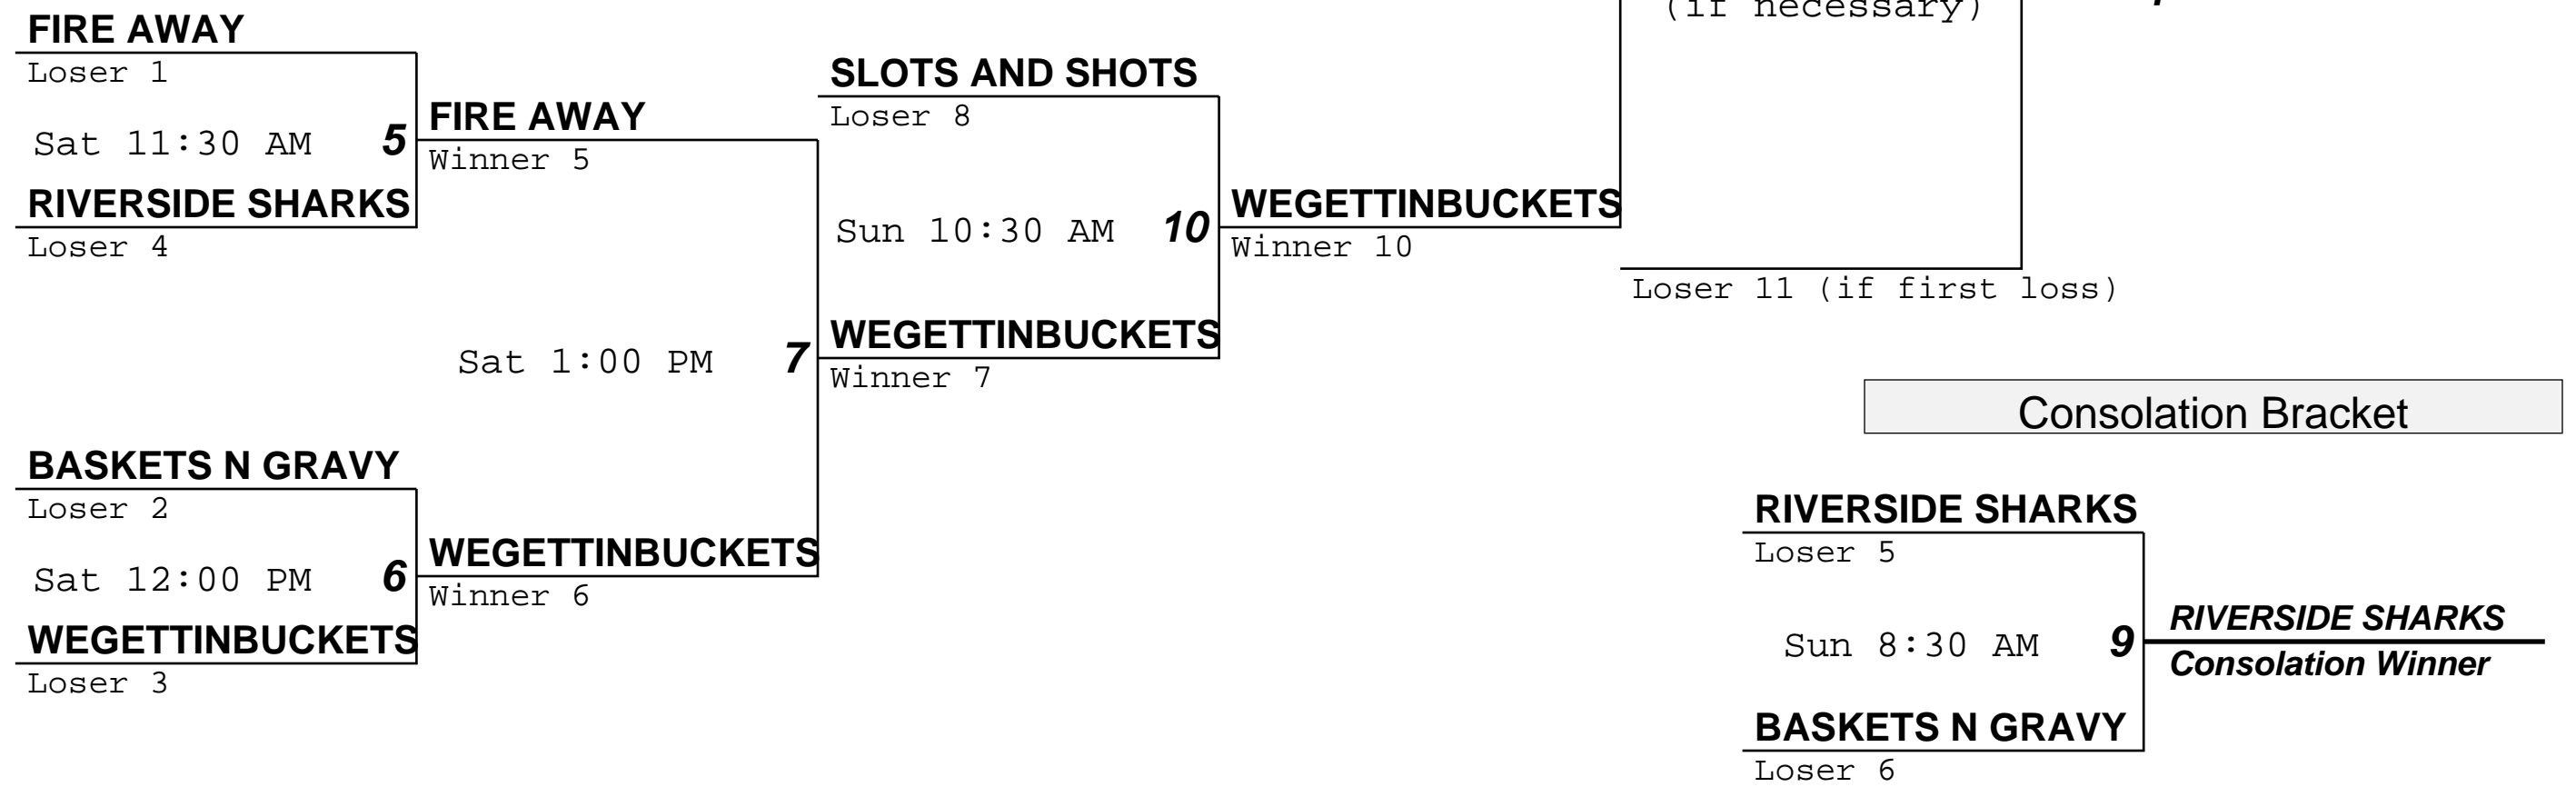 (if necessary)
FIRE AWAY
Loser 1
Sat 11:30 AM 5
RIVERSIDE SHARKS
Loser 4
FIRE AWAY
Winner 5
SLOTS AND SHOTS
Loser 8
Sun 10:30 AM 10
WEGETTINBUCKETS
Winner 10
Loser 11 (if first loss)
Sat 1:00 PM 7
WEGETTINBUCKETS
Winner 7
BASKETS N GRAVY
Loser 2
Sat 12:00 PM 6
WEGETTINBUCKETS
Loser 3
WEGETTINBUCKETS
Winner 6
Consolation Bracket
RIVERSIDE SHARKS
Loser 5
Sun 8:30 AM 9
BASKETS N GRAVY
Loser 6
RIVERSIDE SHARKS
Consolation Winner